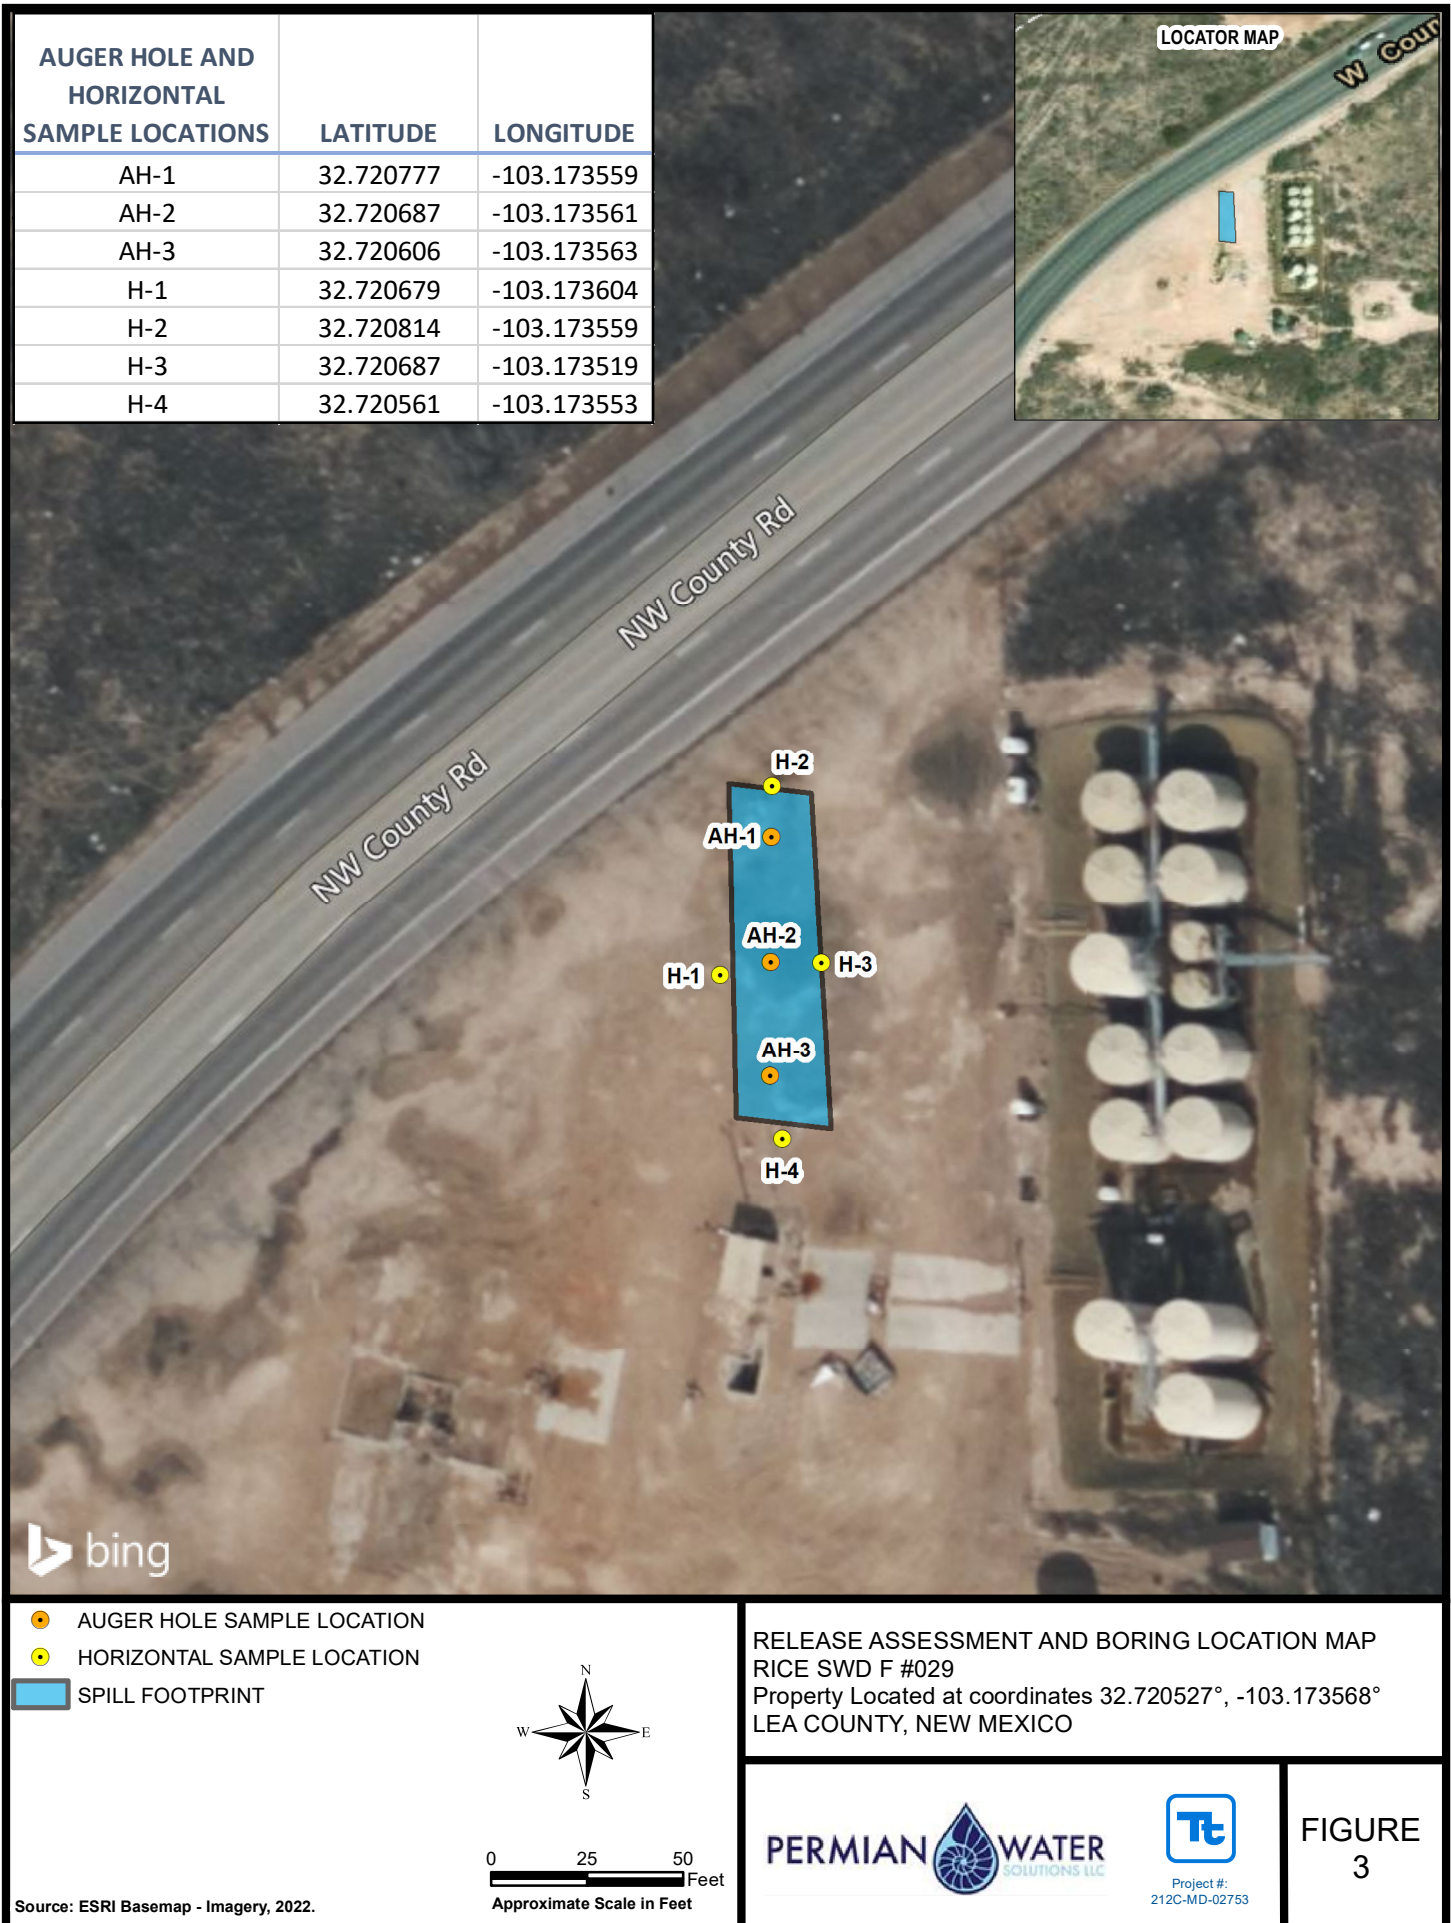 AUGER HOLE AND
HORIZONTAL
SAMPLE LOCATIONS LATITUDE LONGITUDE
AH-1 32.720777 -103.173559
AH-2 32.720687 -103.173561
AH-3 32.720606 -103.173563
H-1 32.720679 -103.173604
H-2 32.720814 -103.173559
H-3 32.720687 -103.173519
H-4 32.720561 -103.173553
LOCATOR MAP
W Coun
NW County Rd
NW County Rd
H-2
AH-1
AH-2
H-1
H-3
AH-3
H-4
bing
AUGER HOLE SAMPLE LOCATION
HORIZONTAL SAMPLE LOCATION
SPILL FOOTPRINT
N
W E
S
0 25 50
Feet
Approximate Scale in Feet
Source: ESRI Basemap - Imagery, 2022.
RELEASE ASSESSMENT AND BORING LOCATION MAP
RICE SWD F #029
Property Located at coordinates 32.720527°, -103.173568°
LEA COUNTY, NEW MEXICO
PERMIAN WATER
SOLUTIONS LLC
Tt
Project #:
212C-MD-02753
FIGURE
3